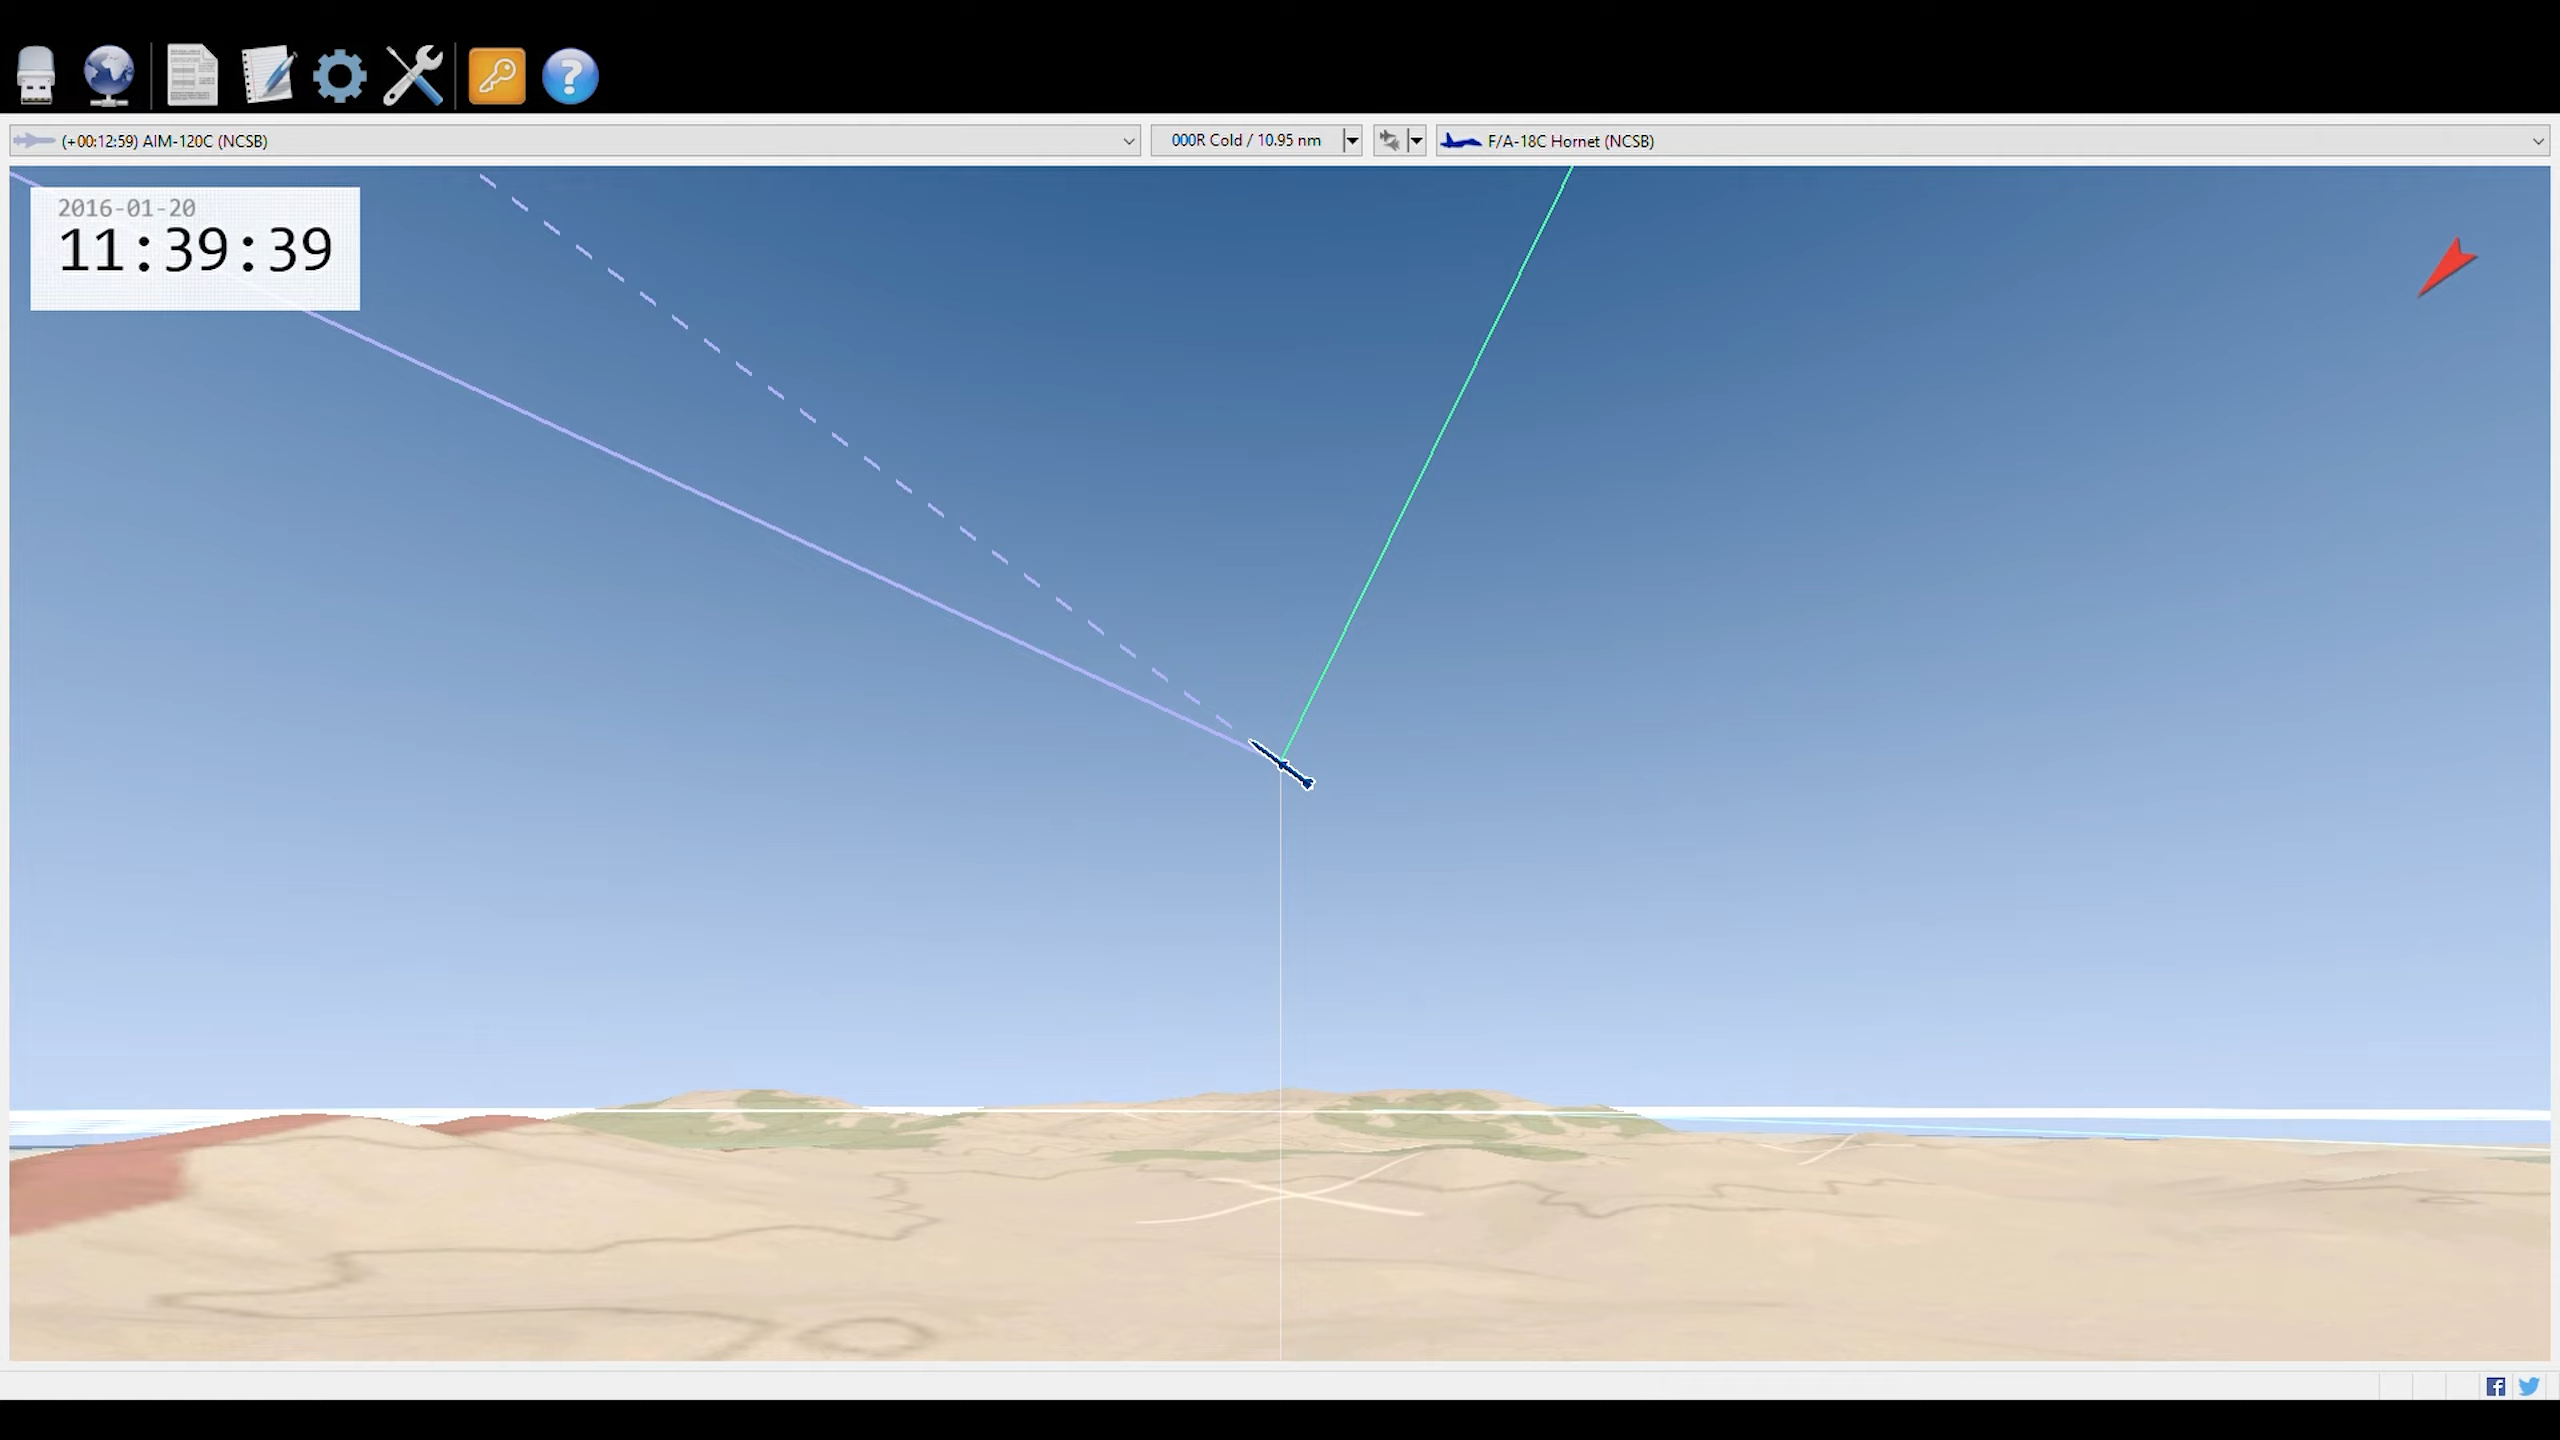 (+00:12:59) AIM-120C (NCSB)
000R Cold / 10.95 nm
F/A-18C Hornet (NCSB)
2016-01-20
11:39:39